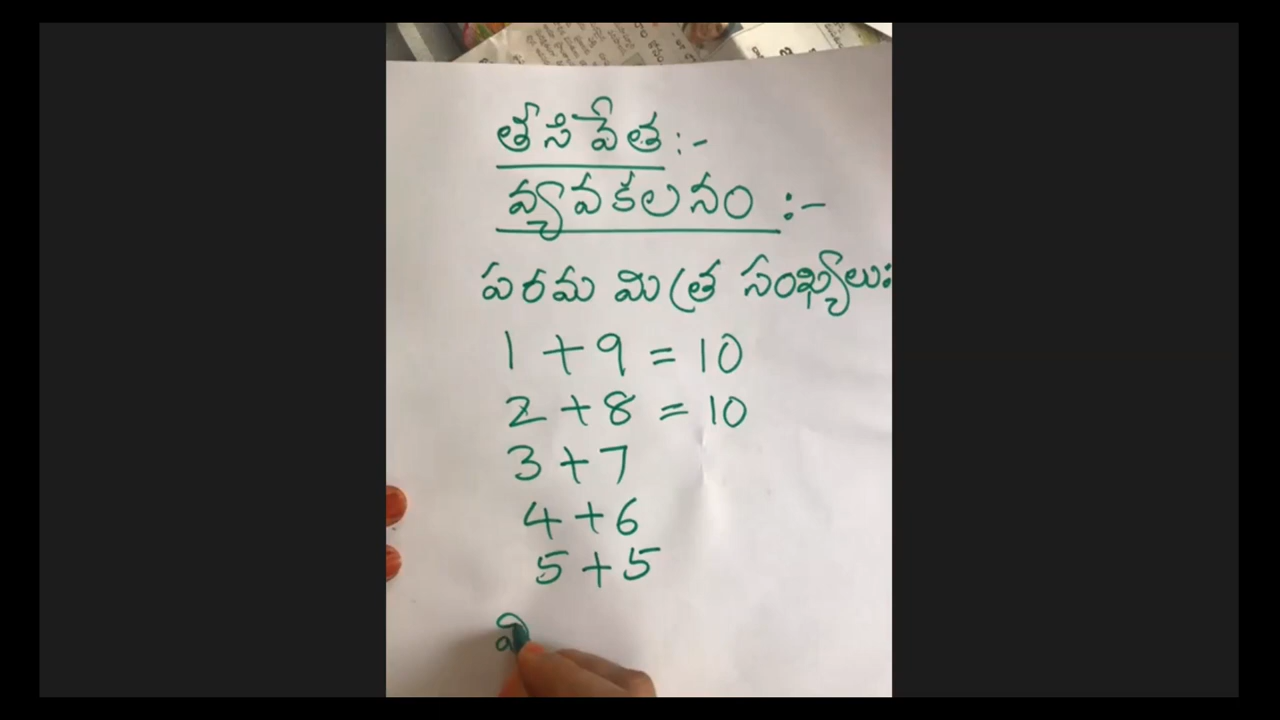 తీసివేత :-
వ్యవకలనం :-
పరమ మిత్ర సంఖ్యలు:
1 + 9 = 10
2 + 8 = 10
3 + 7
4 + 6
5 + 5
వి